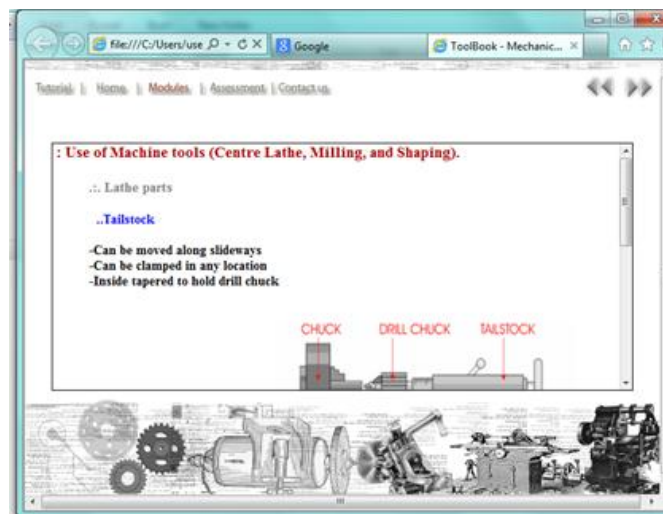 file:///C:/Users/use
Google
ToolBook - Mechanic...
Tutorial | Home | Modules | Assessment | Contact us
: Use of Machine tools (Centre Lathe, Milling, and Shaping).
.:. Lathe parts
..Tailstock
-Can be moved along slideways
-Can be clamped in any location
-Inside tapered to hold drill chuck
CHUCK DRILL CHUCK TAILSTOCK